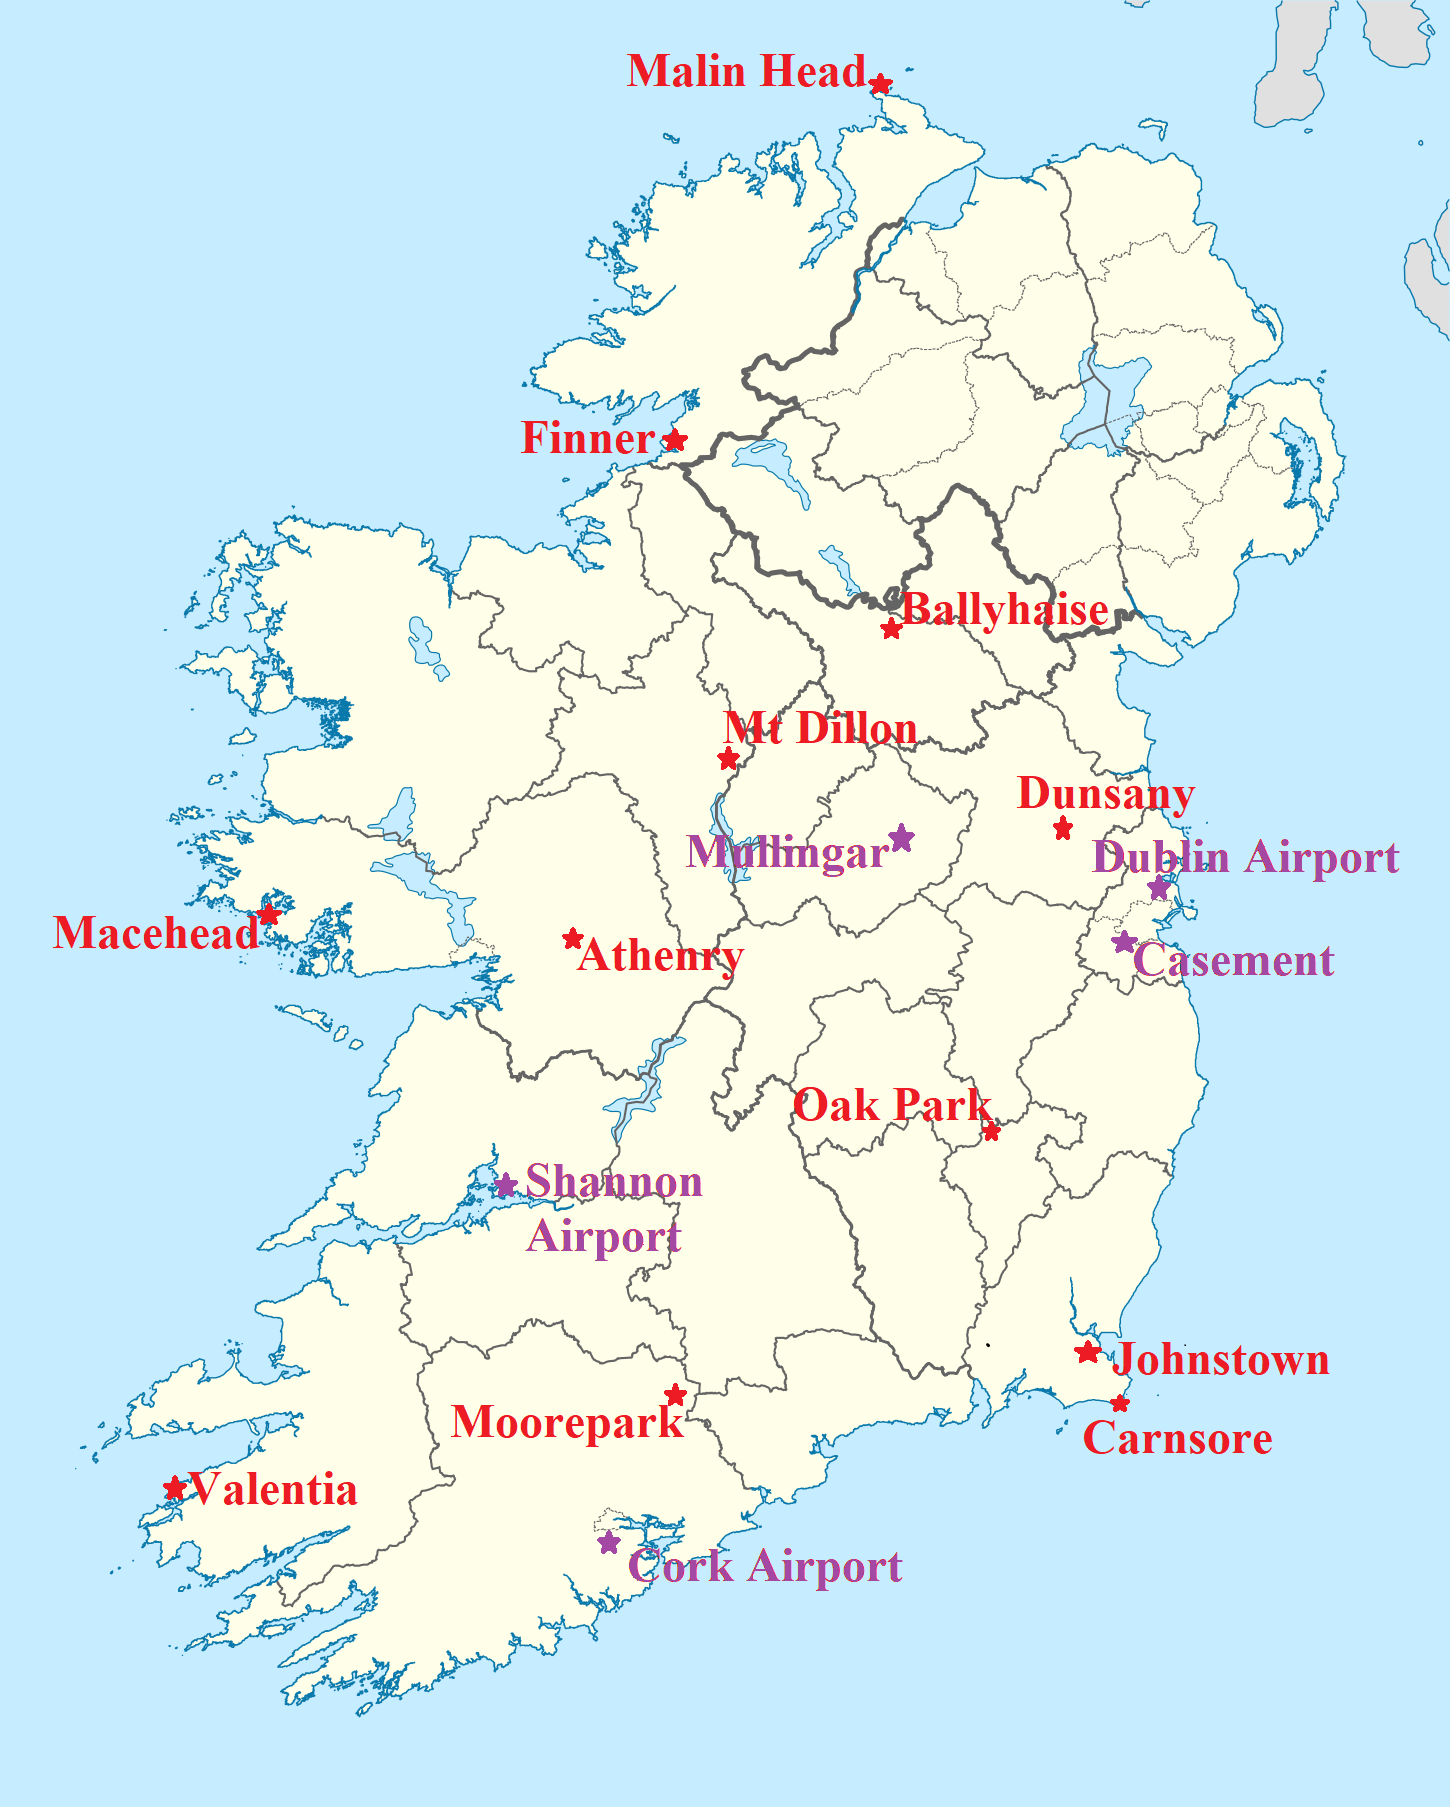 Malin Head
Finner
Ballyhaise
Mt Dillon
Dunsany
Mullingar
Dublin Airport
Macehead
Athenry
Casement
Oak Park
Shannon
Airport
Johnstown
Moorepark
Carnsore
Valentia
Cork Airport